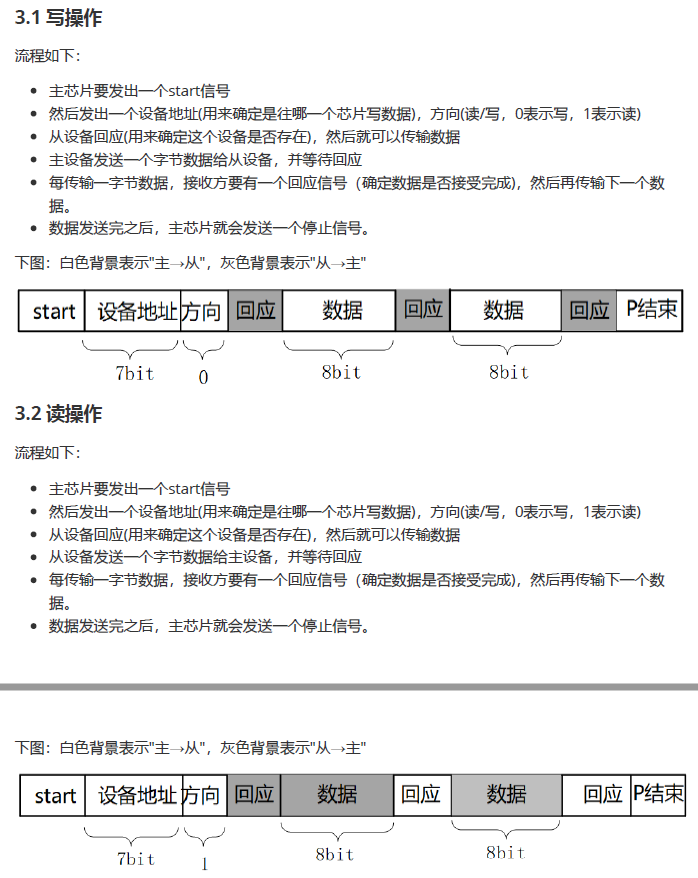 3.1 写操作
流程如下：
主芯片要发出一个start信号
然后发出一个设备地址(用来确定是往哪一个芯片写数据)，方向(读/写，0表示写，1表示读)
从设备回应(用来确定这个设备是否存在)，然后就可以传输数据
主设备发送一个字节数据给从设备，并等待回应
每传输一字节数据，接收方要有一个回应信号（确定数据是否接受完成)，然后再传输下一个数
据。
数据发送完之后，主芯片就会发送一个停止信号。
下图：白色背景表示"主→从"，灰色背景表示"从→主"
start 设备地址 方向 回应 数据 回应 数据 回应 P结束
7bit 0 8bit 8bit
3.2 读操作
流程如下：
主芯片要发出一个start信号
然后发出一个设备地址(用来确定是往哪一个芯片写数据)，方向(读/写，0表示写，1表示读)
从设备回应(用来确定这个设备是否存在)，然后就可以传输数据
从设备发送一个字节数据给主设备，并等待回应
每传输一字节数据，接收方要有一个回应信号（确定数据是否接受完成)，然后再传输下一个数
据。
数据发送完之后，主芯片就会发送一个停止信号。
下图：白色背景表示"主→从"，灰色背景表示"从→主"
start 设备地址 方向 回应 数据 回应 数据 回应 P结束
7bit 1 8bit 8bit